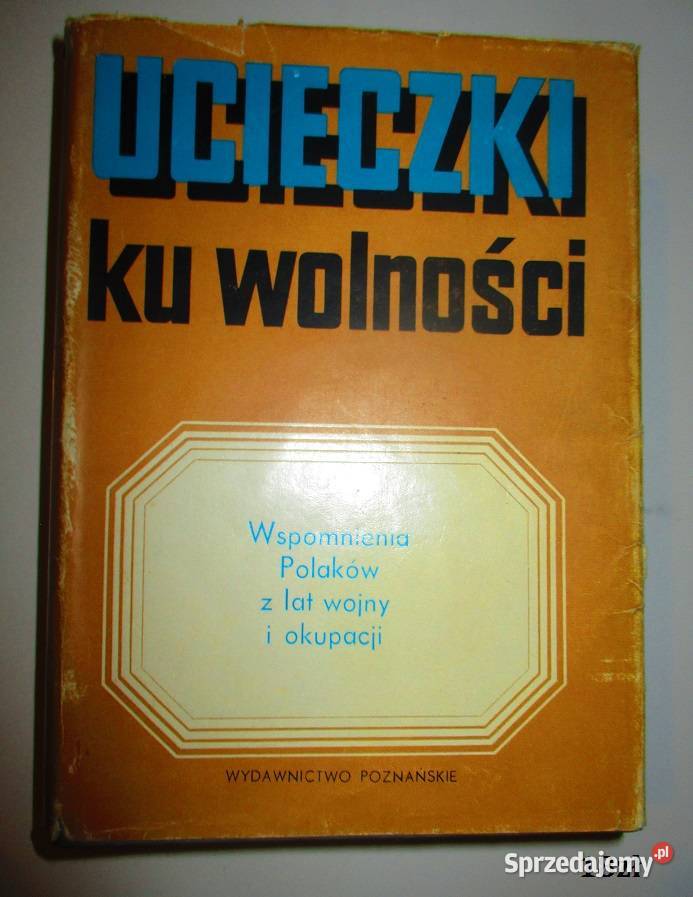 UCIECZKI
ku wolności
Wspomnienia
Polaków
z lat wojny
i okupacji
WYDAWNICTWO POZNAŃSKIE
Sprzedajemy.pl